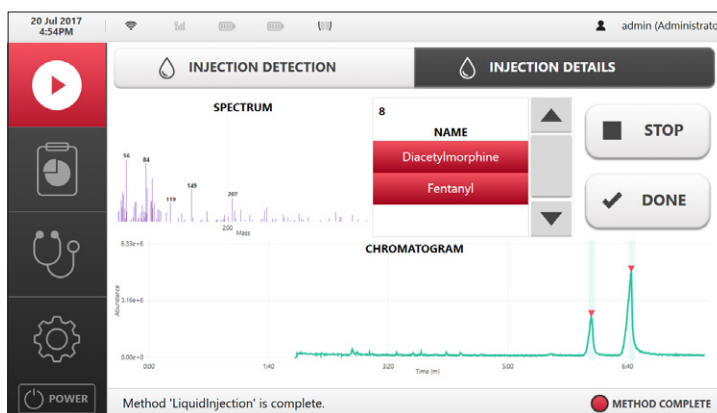 20 Jul 2017
4:54PM
admin (Administrato
INJECTION DETECTION
INJECTION DETAILS
SPECTRUM
56
84
119
149
207
200
Mass
8
NAME
Diacetylmorphine
Fentanyl
STOP
DONE
CHROMATOGRAM
6.33e+6
3.16e+6
0.00e+0
Abundance
0:00
1:40
3:20
5:00
6:40
Time (m)
POWER
Method 'LiquidInjection' is complete.
METHOD COMPLETE